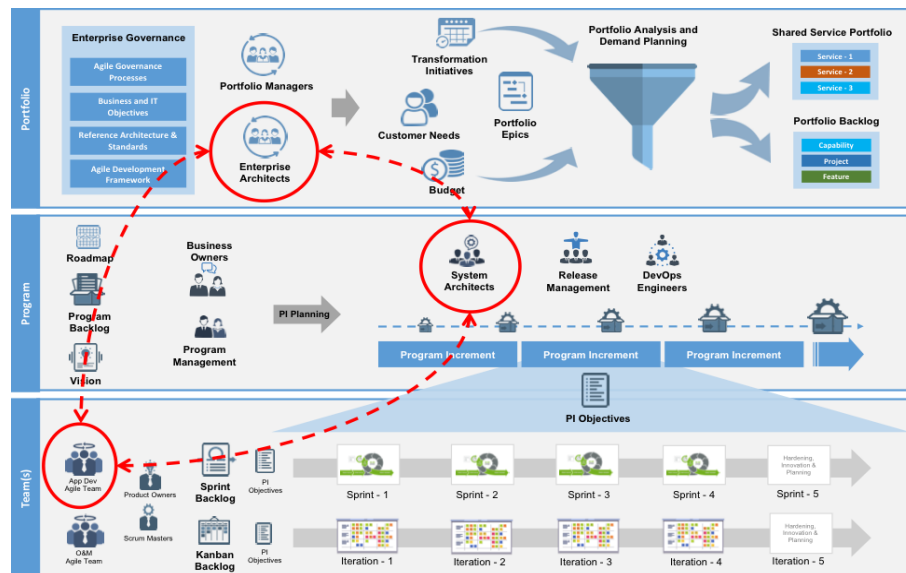 Portfolio
Enterprise Governance
Agile Governance
Processes
Business and IT
Objectives
Reference Architecture &
Standards
Agile Development
Framework
Portfolio Managers
Enterprise
Architects
Transformation
Initiatives
Customer Needs
Portfolio
Epics
Budget
Portfolio Analysis and
Demand Planning
Shared Service Portfolio
Service - 1
Service - 2
Service - 3
Portfolio Backlog
Capability
Project
Feature
Program
Roadmap
Program
Backlog
Vision
Business
Owners
Program
Management
PI Planning
System
Architects
Release
Management
DevOps
Engineers
Program Increment
Program Increment
Program Increment
PI Objectives
Team(s)
App Dev
Agile Team
Product Owners
Sprint
Backlog
PI
Objectives
Sprint - 1
Sprint - 2
Sprint - 3
Sprint - 4
Hardening,
Innovation &
Planning
Sprint - 5
O&M
Agile Team
Scrum Masters
Kanban
Backlog
PI
Objectives
Iteration - 1
Iteration - 2
Iteration - 3
Iteration - 4
Hardening,
Innovation &
Planning
Iteration - 5